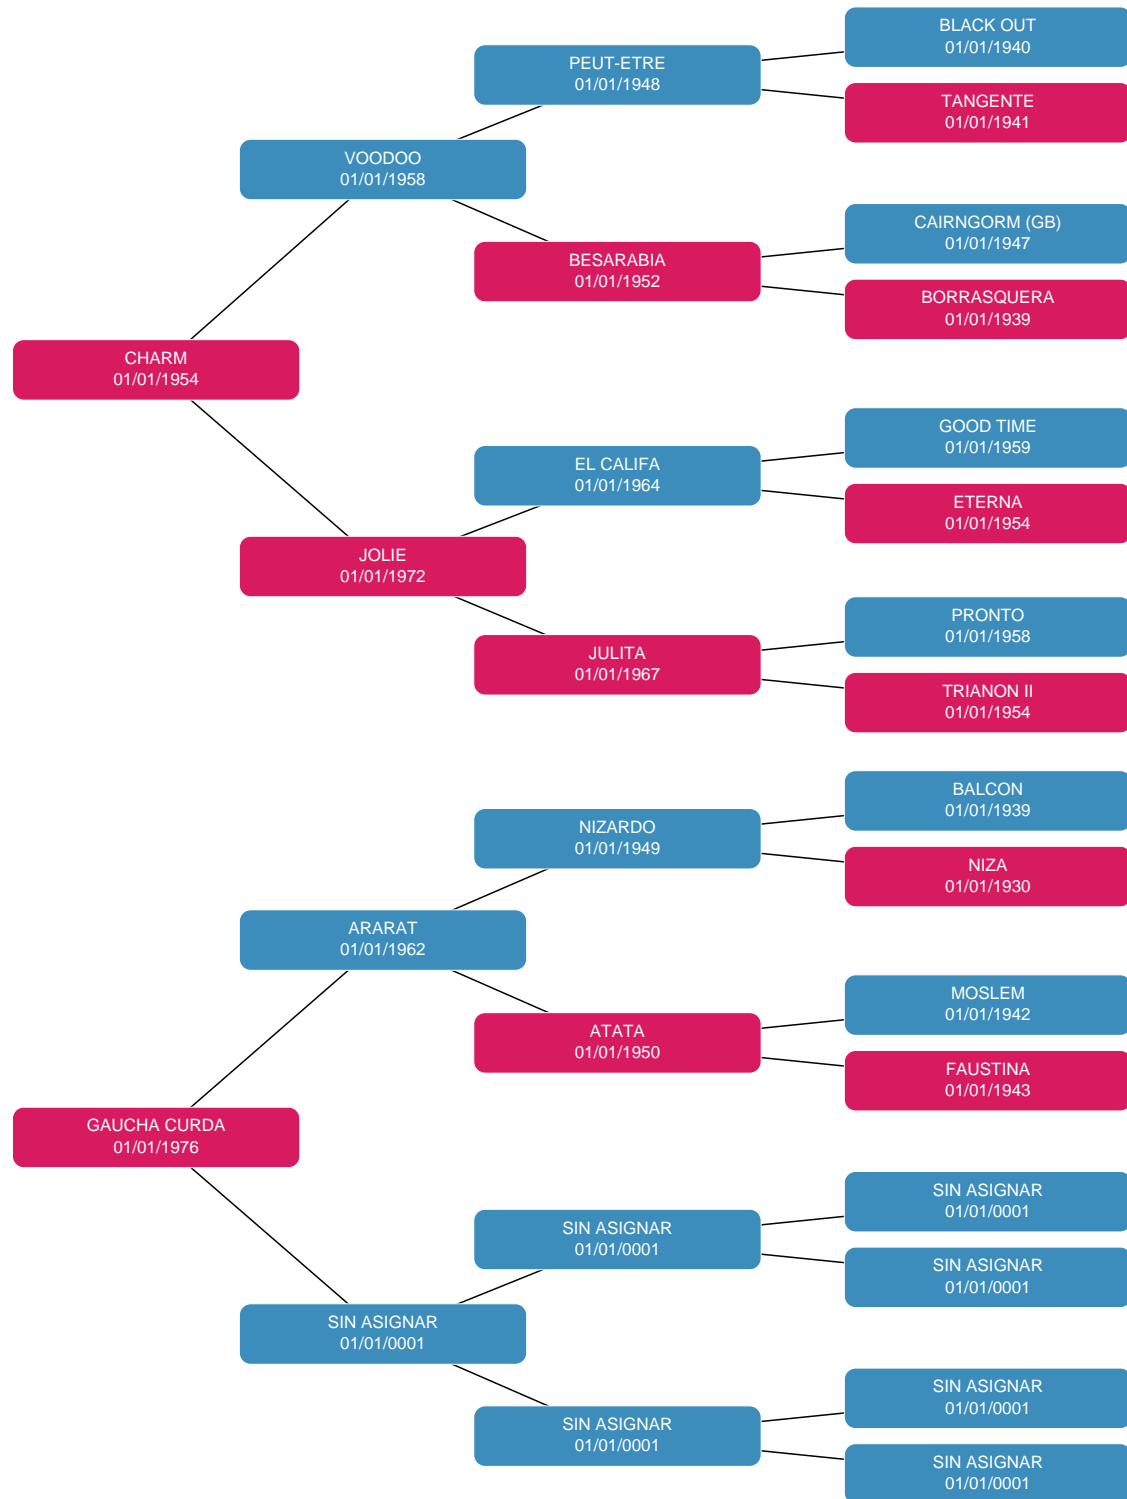 BLACK OUT
01/01/1940
PEUT-ETRE
01/01/1948
TANGENTE
01/01/1941
VOODOO
01/01/1958
CAIRNGORM (GB)
01/01/1947
BESARABIA
01/01/1952
BORRASQUERA
01/01/1939
CHARM
01/01/1954
GOOD TIME
01/01/1959
EL CALIFA
01/01/1964
ETERNA
01/01/1954
JOLIE
01/01/1972
PRONTO
01/01/1958
JULITA
01/01/1967
TRIANON II
01/01/1954
BALCON
01/01/1939
NIZARDO
01/01/1949
NIZA
01/01/1930
ARARAT
01/01/1962
MOSLEM
01/01/1942
ATATA
01/01/1950
FAUSTINA
01/01/1943
GAUCHA CURDA
01/01/1976
SIN ASIGNAR
01/01/0001
SIN ASIGNAR
01/01/0001
SIN ASIGNAR
01/01/0001
SIN ASIGNAR
01/01/0001
SIN ASIGNAR
01/01/0001
SIN ASIGNAR
01/01/0001
SIN ASIGNAR
01/01/0001